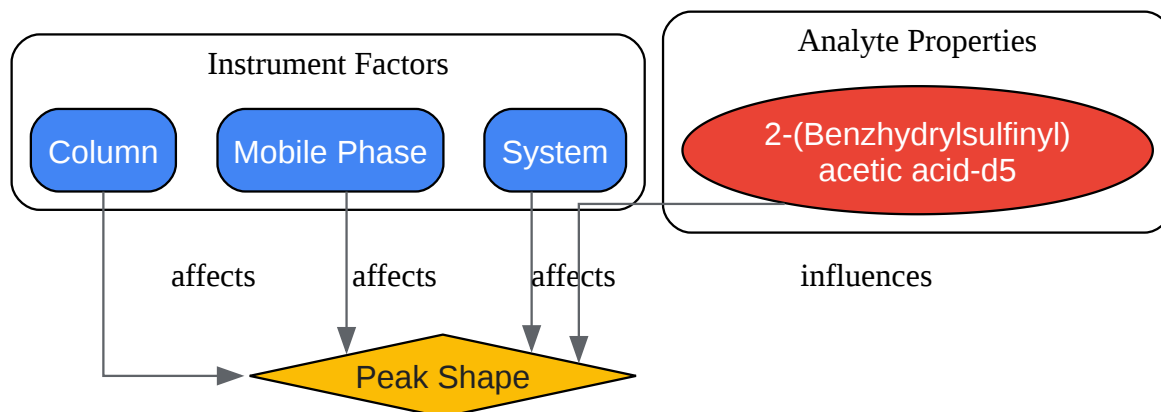 Instrument Factors
Analyte Properties
Column
Mobile Phase
System
2-(Benzhydrylsulfinyl)
acetic acid-d5
affects
affects
affects
influences
Peak Shape